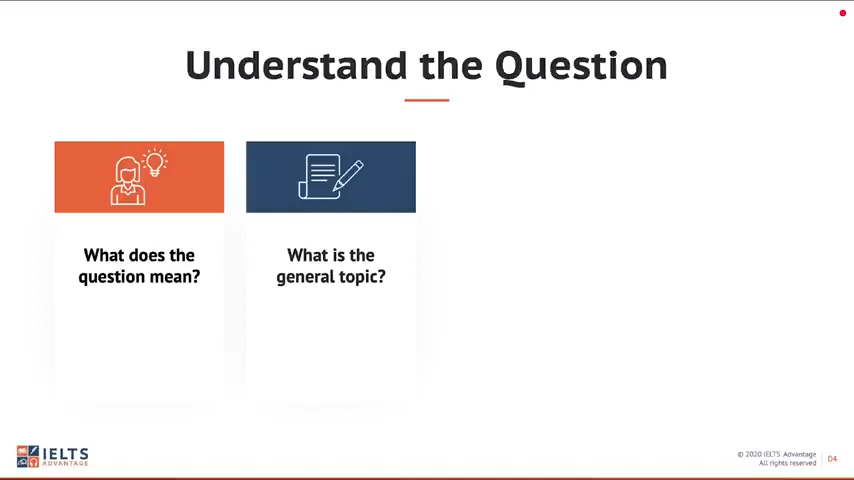 Understand the Question
What does the
question mean?
What is the
general topic?
IELTS
ADVANTAGE
© 2020 IELTS Advantage
All rights reserved
04